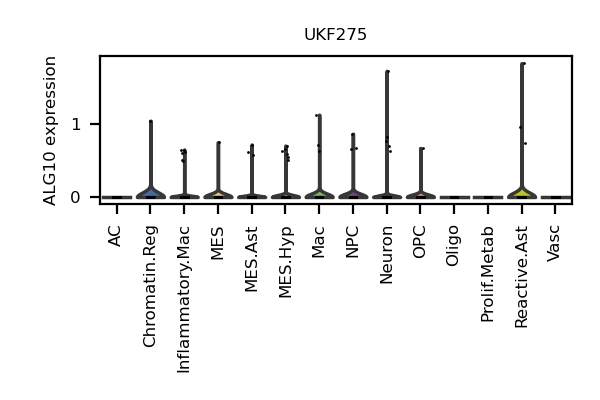 UKF275
ALG10 expression
1
0
AC
Chromatin.Reg
Inflammatory.Mac
MES
MES.Ast
MES.Hyp
Mac
NPC
Neuron
OPC
Oligo
Prolif.Metab
Reactive.Ast
Vasc